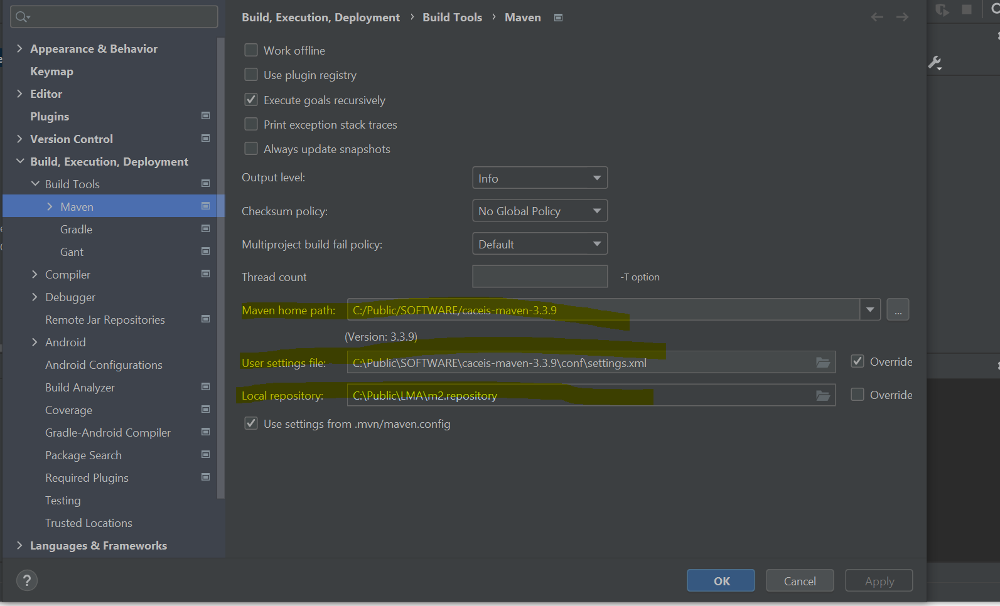 Build, Execution, Deployment › Build Tools › Maven
Appearance & Behavior
Keymap
Editor
Plugins
Version Control
Build, Execution, Deployment
Build Tools
Maven
Gradle
Gant
Compiler
Debugger
Remote Jar Repositories
Android
Android Configurations
Build Analyzer
Coverage
Gradle-Android Compiler
Package Search
Required Plugins
Testing
Trusted Locations
Languages & Frameworks
Work offline
Use plugin registry
Execute goals recursively
Print exception stack traces
Always update snapshots
Output level: Info
Checksum policy: No Global Policy
Multiproject build fail policy: Default
Thread count -T option
Maven home path: C:/Public/SOFTWARE/caceis-maven-3.3.9 ...
(Version: 3.3.9)
User settings file: C:\Public\SOFTWARE\caceis-maven-3.3.9\conf\settings.xml Override
Local repository: C:\Public\LMA\m2.repository Override
Use settings from .mvn/maven.config
? OK Cancel Apply